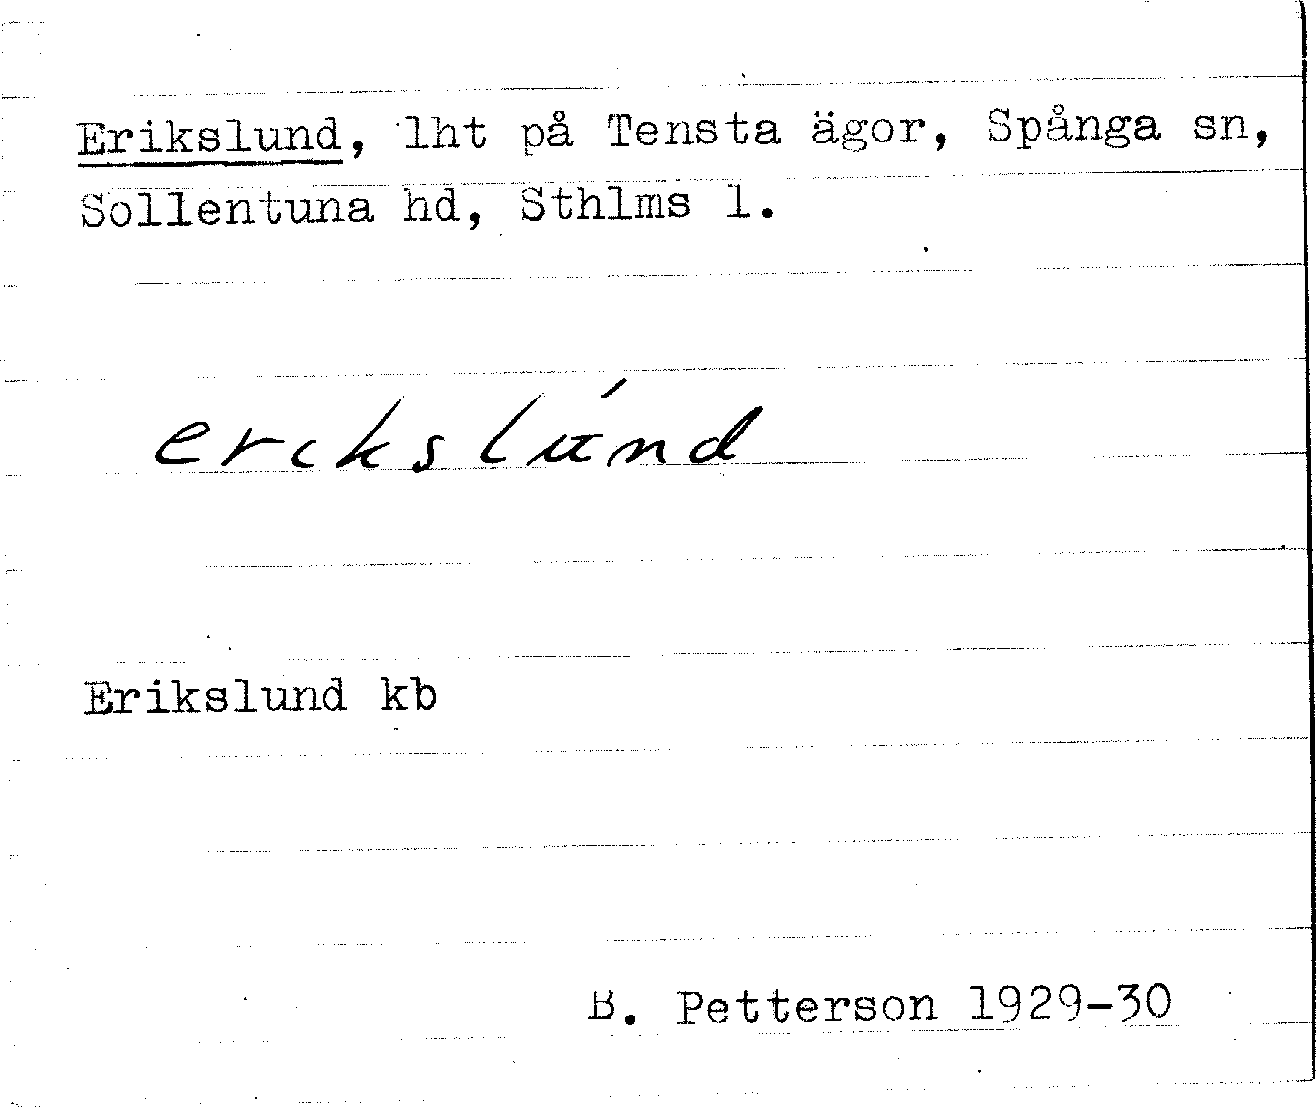 Erikslund, lht på Tensta ägor, Spånga sn,
Sollentuna hd, Sthlms l.
erikslúnd
Erikslund kb
B. Petterson 1929-30